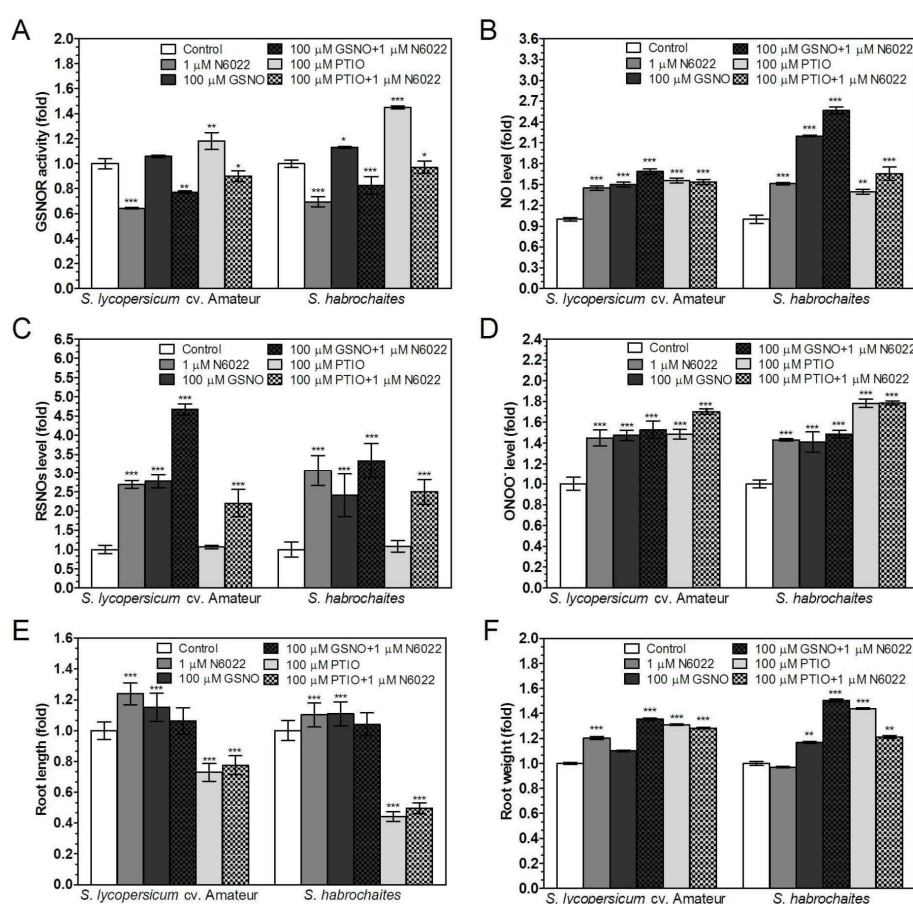 A
GSNOR activity (fold)
2.0
1.8
1.6
1.4
1.2
1.0
0.8
0.6
0.4
0.2
0.0
Control
1 µM N6022
100 µM GSNO
100 µM GSNO+1 µM N6022
100 µM PTIO
100 µM PTIO+1 µM N6022
***
**
**
*
***
*
***
***
*
S. lycopersicum cv. Amateur
S. habrochaites
B
NO level (fold)
3.6
3.3
3.0
2.7
2.4
2.1
1.8
1.5
1.2
0.9
0.6
0.3
0.0
Control
1 µM N6022
100 µM GSNO
100 µM GSNO+1 µM N6022
100 µM PTIO
100 µM PTIO+1 µM N6022
***
***
***
***
***
***
***
***
**
***
S. lycopersicum cv. Amateur
S. habrochaites
C
RSNOs level (fold)
6.5
6.0
5.5
5.0
4.5
4.0
3.5
3.0
2.5
2.0
1.5
1.0
0.5
0.0
Control
1 µM N6022
100 µM GSNO
100 µM GSNO+1 µM N6022
100 µM PTIO
100 µM PTIO+1 µM N6022
***
***
***
***
***
***
***
***
S. lycopersicum cv. Amateur
S. habrochaites
D
ONOO⁻ level (fold)
2.4
2.2
2.0
1.8
1.6
1.4
1.2
1.0
0.8
0.6
0.4
0.2
0.0
Control
1 µM N6022
100 µM GSNO
100 µM GSNO+1 µM N6022
100 µM PTIO
100 µM PTIO+1 µM N6022
***
***
***
***
***
***
***
***
***
***
S. lycopersicum cv. Amateur
S. habrochaites
E
Root length (fold)
1.6
1.4
1.2
1.0
0.8
0.6
0.4
0.2
0.0
Control
1 µM N6022
100 µM GSNO
100 µM GSNO+1 µM N6022
100 µM PTIO
100 µM PTIO+1 µM N6022
***
***
***
***
***
***
***
***
S. lycopersicum cv. Amateur
S. habrochaites
F
Root weight (fold)
2.0
1.8
1.6
1.4
1.2
1.0
0.8
0.6
0.4
0.2
0.0
Control
1 µM N6022
100 µM GSNO
100 µM GSNO+1 µM N6022
100 µM PTIO
100 µM PTIO+1 µM N6022
***
***
***
***
**
***
***
**
S. lycopersicum cv. Amateur
S. habrochaites